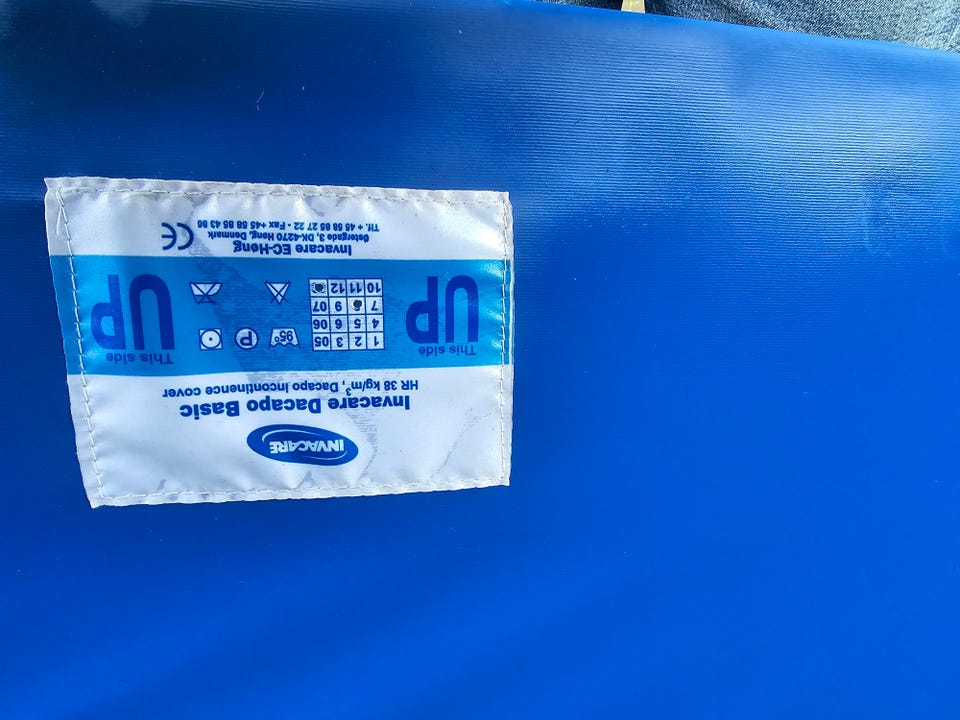 INVACARE
Invacare Dacapo Basic
HR 38 kg/m³, Dacapo incontinence cover
This side
UP
1 2 3 05
4 5 6 06
7 9 07
10 11 12
95°
P
This side
UP
Invacare EC-Høng
Østergade 3, DK-4270 Høng, Danmark
Tlf. + 45 58 85 27 22 - Fax +45 58 85 43 86
CE